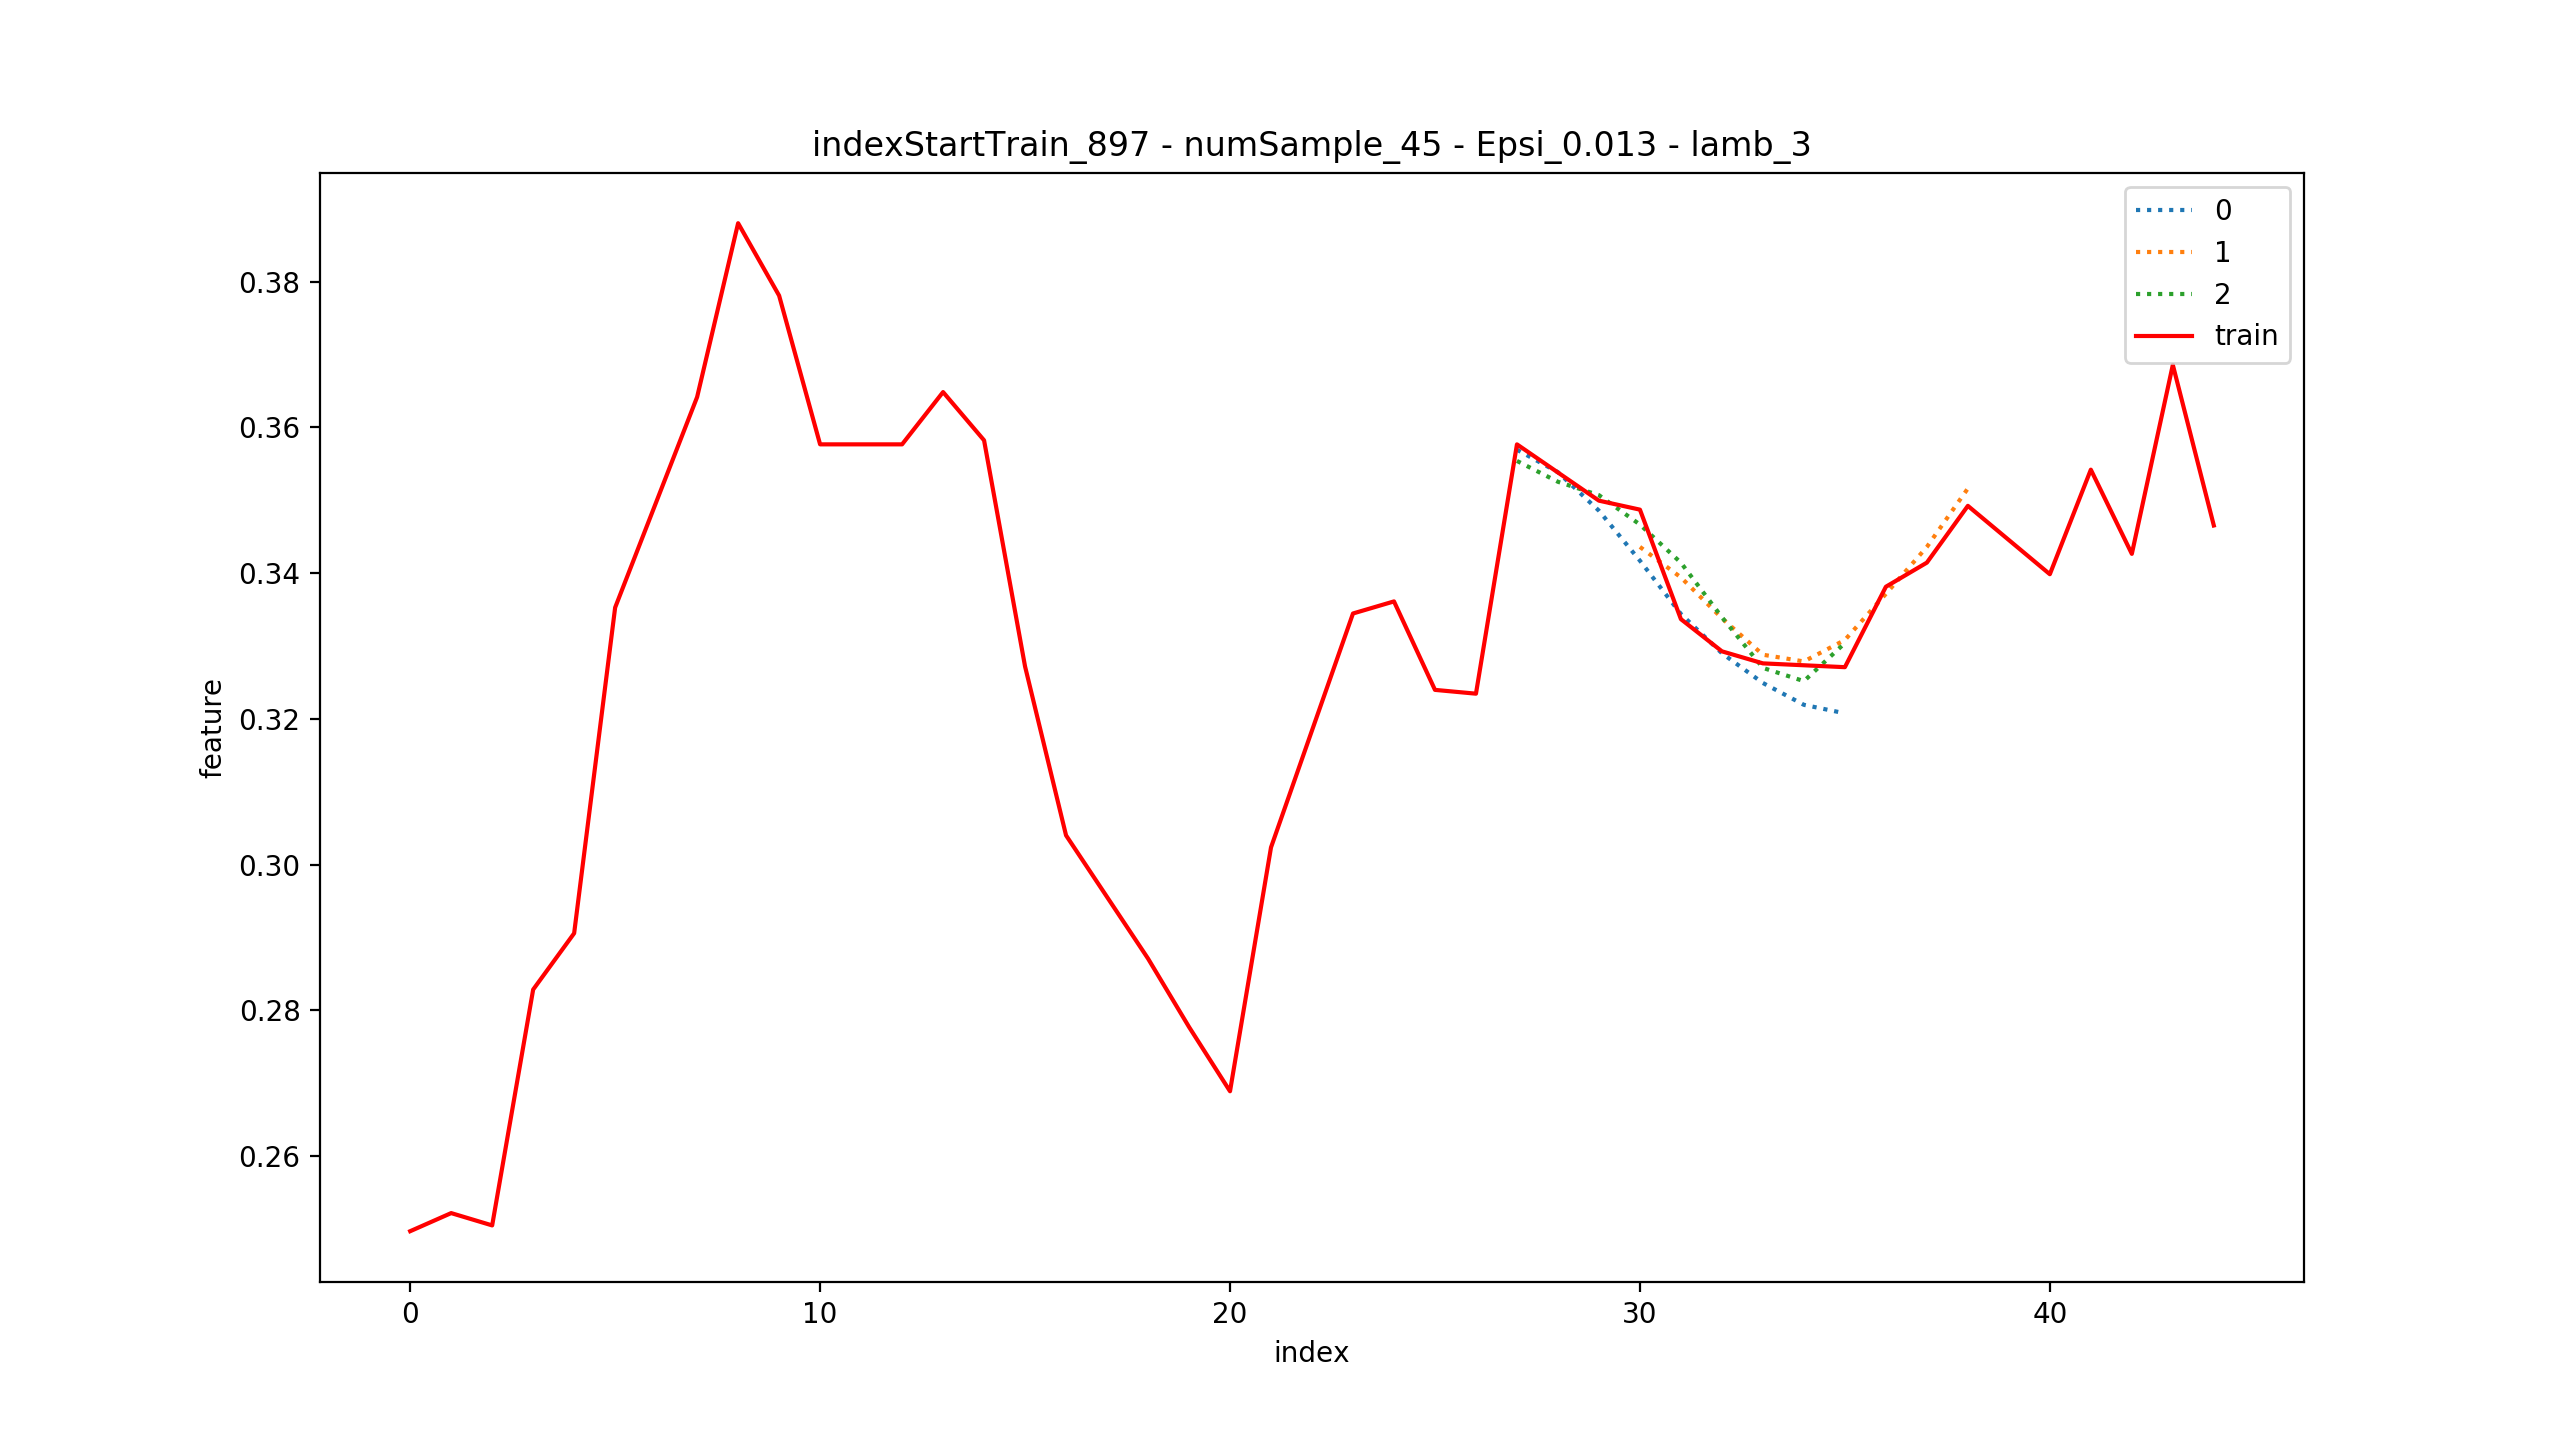 indexStartTrain_897 - numSample_45 - Epsi_0.013 - lamb_3
0
1
2
train
0.38
0.36
0.34
0.32
0.30
0.28
0.26
feature
0 10 20 30 40
index